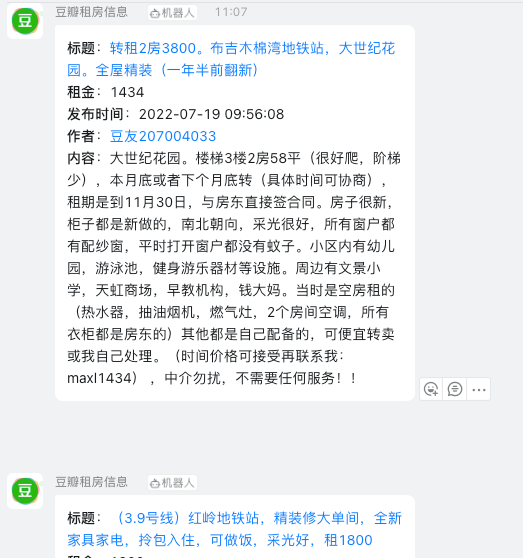 豆
豆瓣租房信息 机器人 11:07
标题：转租2房3800。布吉木棉湾地铁站，大世纪花
园。全屋精装（一年半前翻新）
租金：1434
发布时间：2022-07-19 09:56:08
作者：豆友207004033
内容：大世纪花园。楼梯3楼2房58平（很好爬，阶梯
少），本月底或者下个月底转（具体时间可协商），
租期是到11月30日，与房东直接签合同。房子很新，
柜子都是新做的，南北朝向，采光很好，所有窗户都
有配纱窗，平时打开窗户都没有蚊子。小区内有幼儿
园，游泳池，健身游乐器材等设施。周边有文景小
学，天虹商场，早教机构，钱大妈。当时是空房租的
（热水器，抽油烟机，燃气灶，2个房间空调，所有
衣柜都是房东的）其他都是自己配备的，可便宜转卖
或我自己处理。（时间价格可接受再联系我：
maxl1434），中介勿扰，不需要任何服务！！
豆
豆瓣租房信息 机器人
标题：（3.9号线）红岭地铁站，精装修大单间，全新
家具家电，拎包入住，可做饭，采光好，租1800